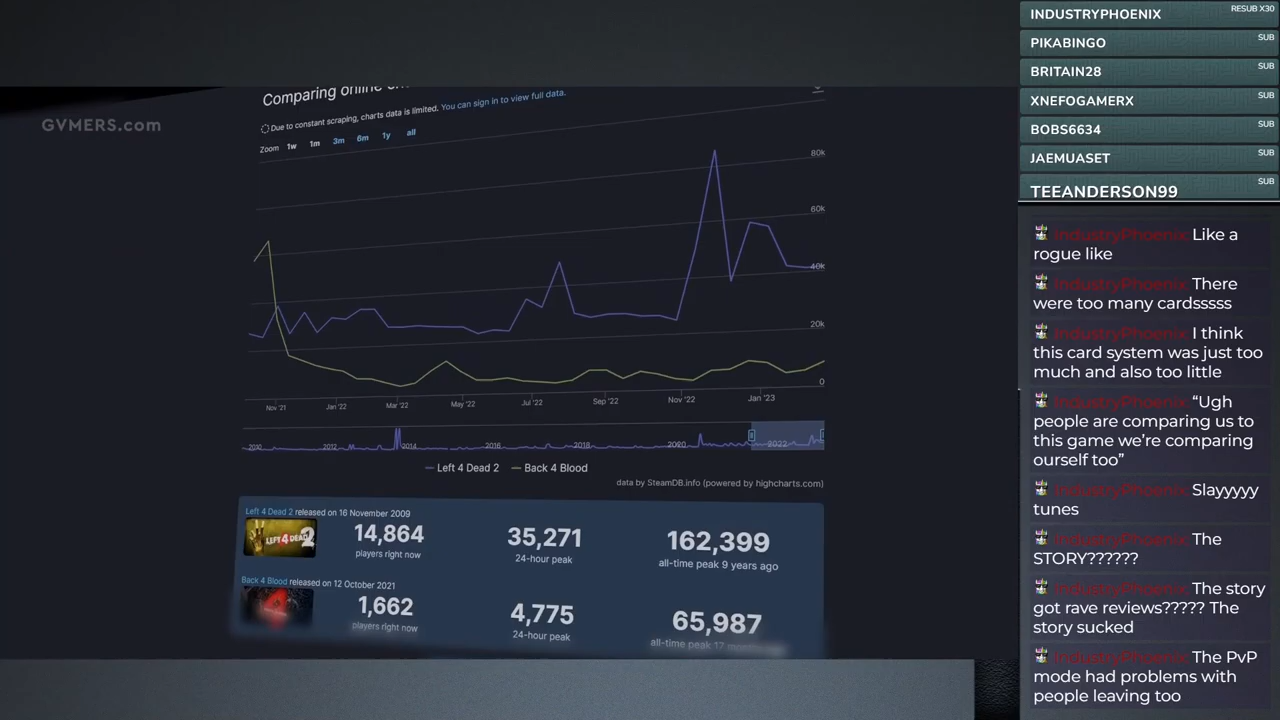 GVMERS.com
Comparing online
Due to constant scraping, charts data is limited. You can sign in to view full data.
Zoom 1w 1m 3m 6m 1y all
80k
60k
40k
20k
0
Nov '21 Jan '22 Mar '22 May '22 Jul '22 Sep '22 Nov '22 Jan '23
2010 2012 2014 2016 2018 2020 2022
Left 4 Dead 2 Back 4 Blood
data by SteamDB.info (powered by highcharts.com)
Left 4 Dead 2 released on 16 November 2009
LEFT 4 DEAD 2
14,864 35,271 162,399
players right now 24-hour peak all-time peak 9 years ago
Back 4 Blood released on 12 October 2021
1,662 4,775 65,987
players right now 24-hour peak all-time peak 17 months ago
INDUSTRYPHOENIX RESUB X30
PIKABINGO SUB
BRITAIN28 SUB
XNEFOGAMERX SUB
BOBS6634 SUB
JAEMUASET SUB
TEEANDERSON99 SUB
IndustryPhoenix: Like a
rogue like
IndustryPhoenix: There
were too many cardsssss
IndustryPhoenix: I think
this card system was just too
much and also too little
IndustryPhoenix: “Ugh
people are comparing us to
this game we’re comparing
ourself too”
IndustryPhoenix: Slayyyyy
tunes
IndustryPhoenix: The
STORY??????
IndustryPhoenix: The story
got rave reviews????? The
story sucked
IndustryPhoenix: The PvP
mode had problems with
people leaving too